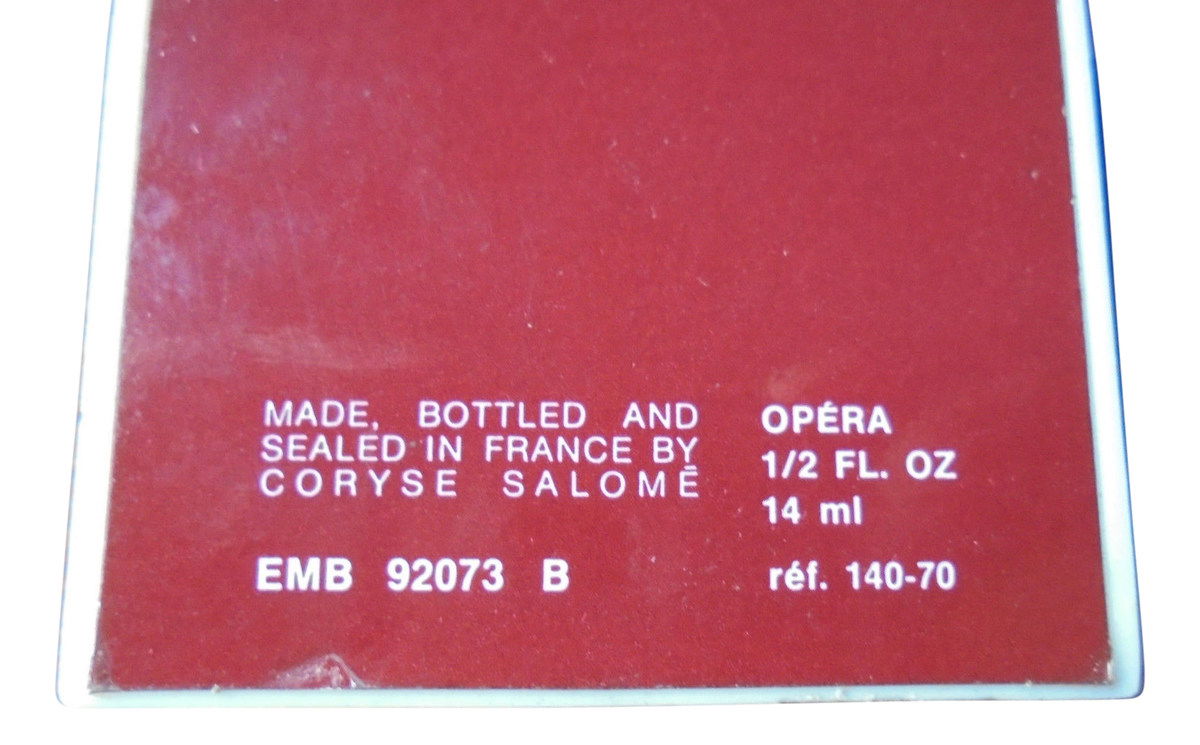 MADE, BOTTLED AND
SEALED IN FRANCE BY
CORYSE SALOMÉ
EMB 92073 B
OPÉRA
1/2 FL. OZ
14 ml
réf. 140-70